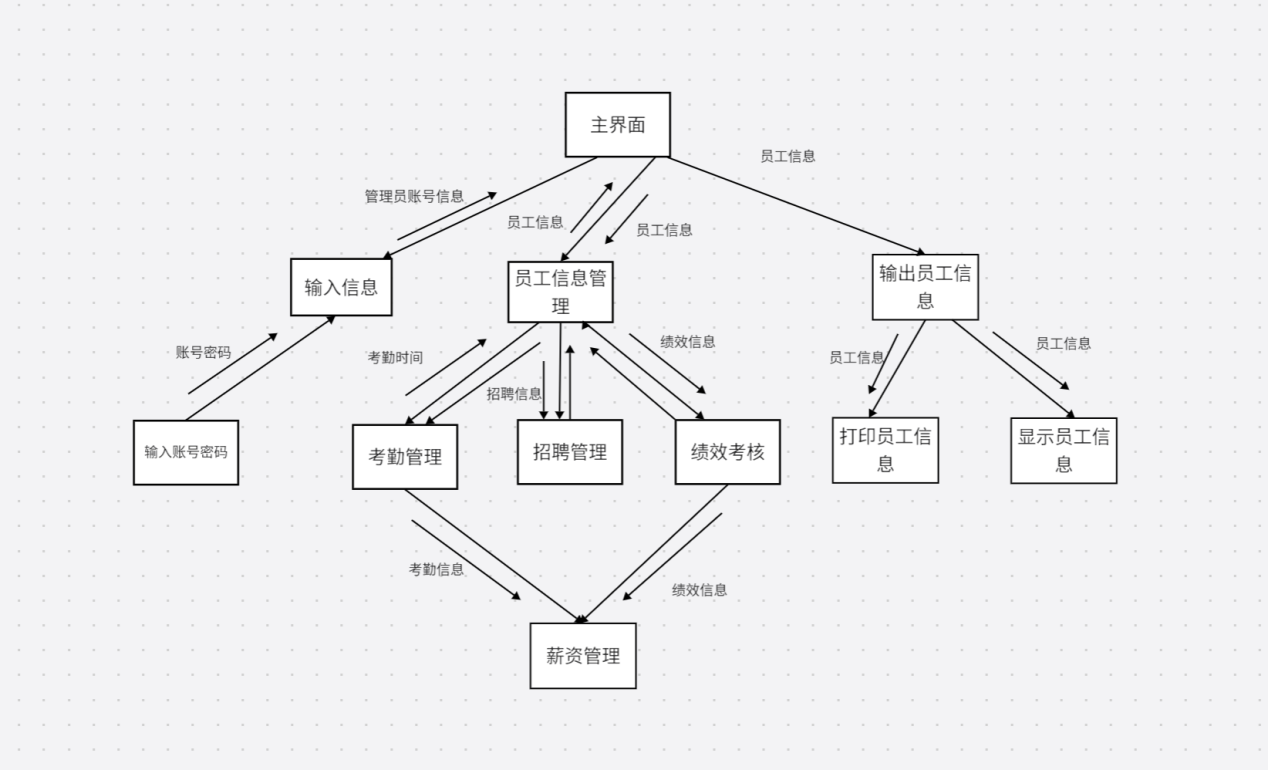 主界面
员工信息
管理员账号信息
员工信息
员工信息
输入信息
员工信息管
理
输出员工信
息
账号密码
考勤时间
绩效信息
员工信息
员工信息
招聘信息
输入账号密码
考勤管理
招聘管理
绩效考核
打印员工信
息
显示员工信
息
考勤信息
绩效信息
薪资管理